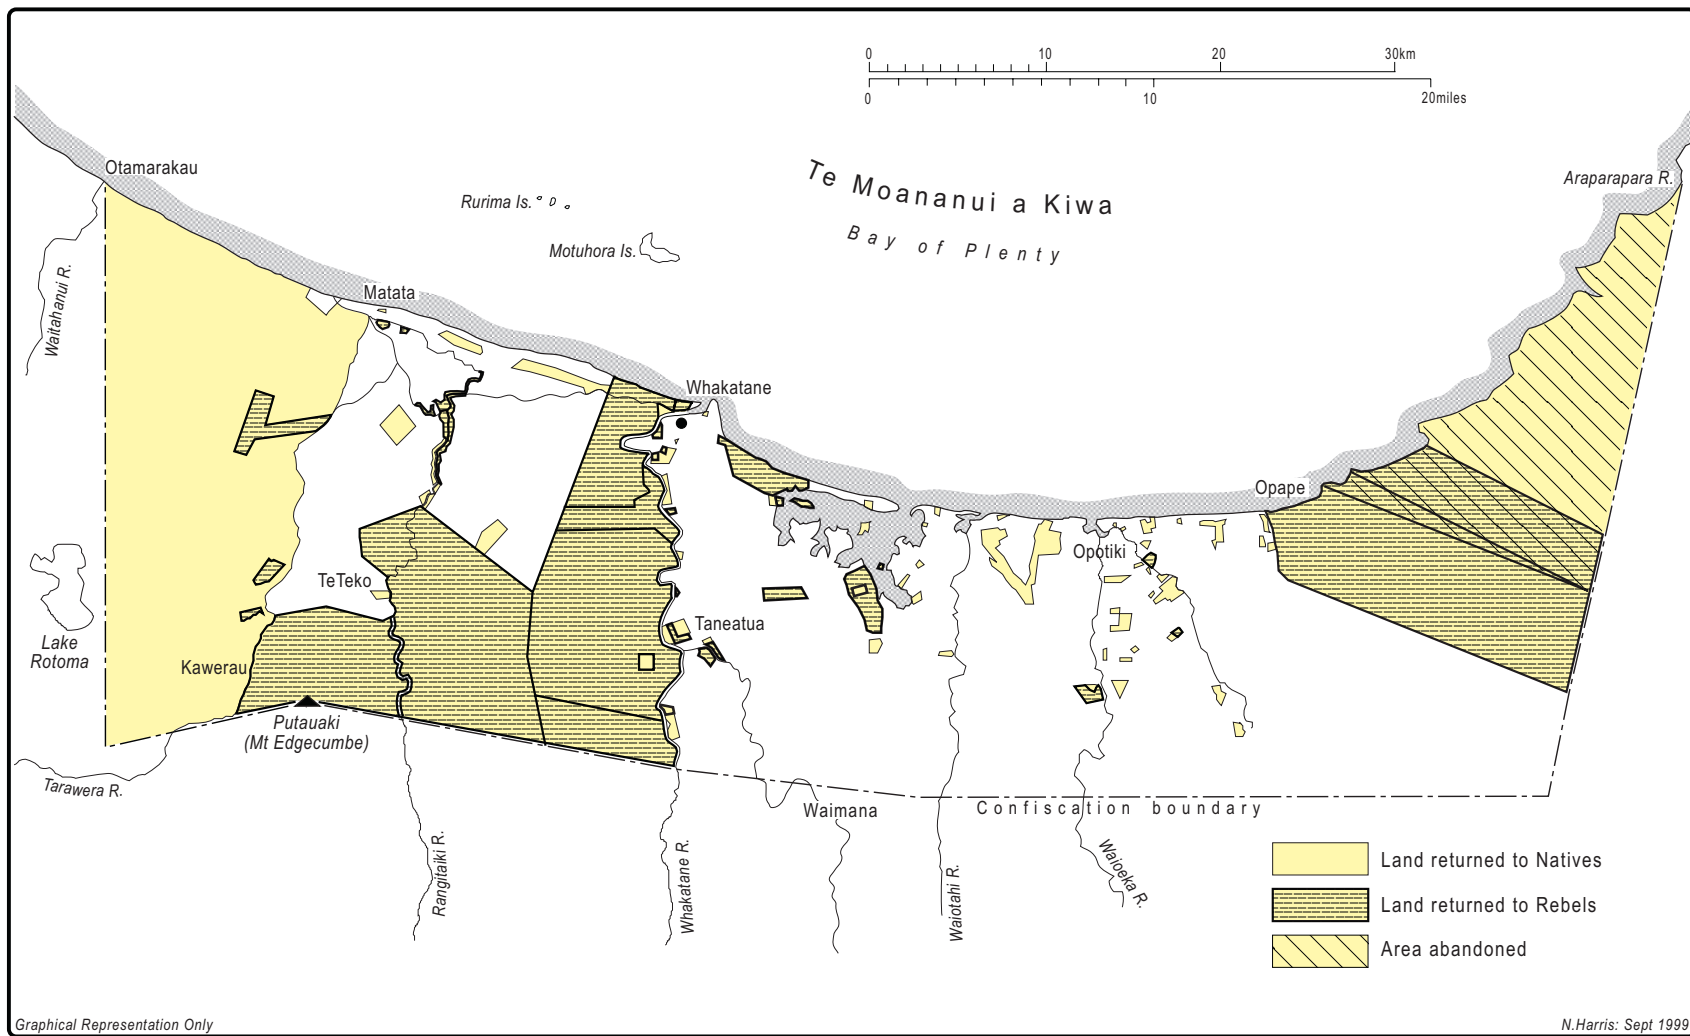 0 10 20 30km
0 10 20miles
Otamarakau
Te Moananui a Kiwa
Araparapara R.
Rurima Is.
Bay of Plenty
Motuhora Is.
Waitahanui R.
Matata
Whakatane
Opape
Opotiki
TeTeko
Taneatua
Lake
Rotoma
Kawerau
Putauaki
(Mt Edgecumbe)
Tarawera R.
Waimana
Confiscation boundary
Rangitaiki R.
Whakatane R.
Waiotahi R.
Waioeka R.
Land returned to Natives
Land returned to Rebels
Area abandoned
Graphical Representation Only
N.Harris: Sept 1999